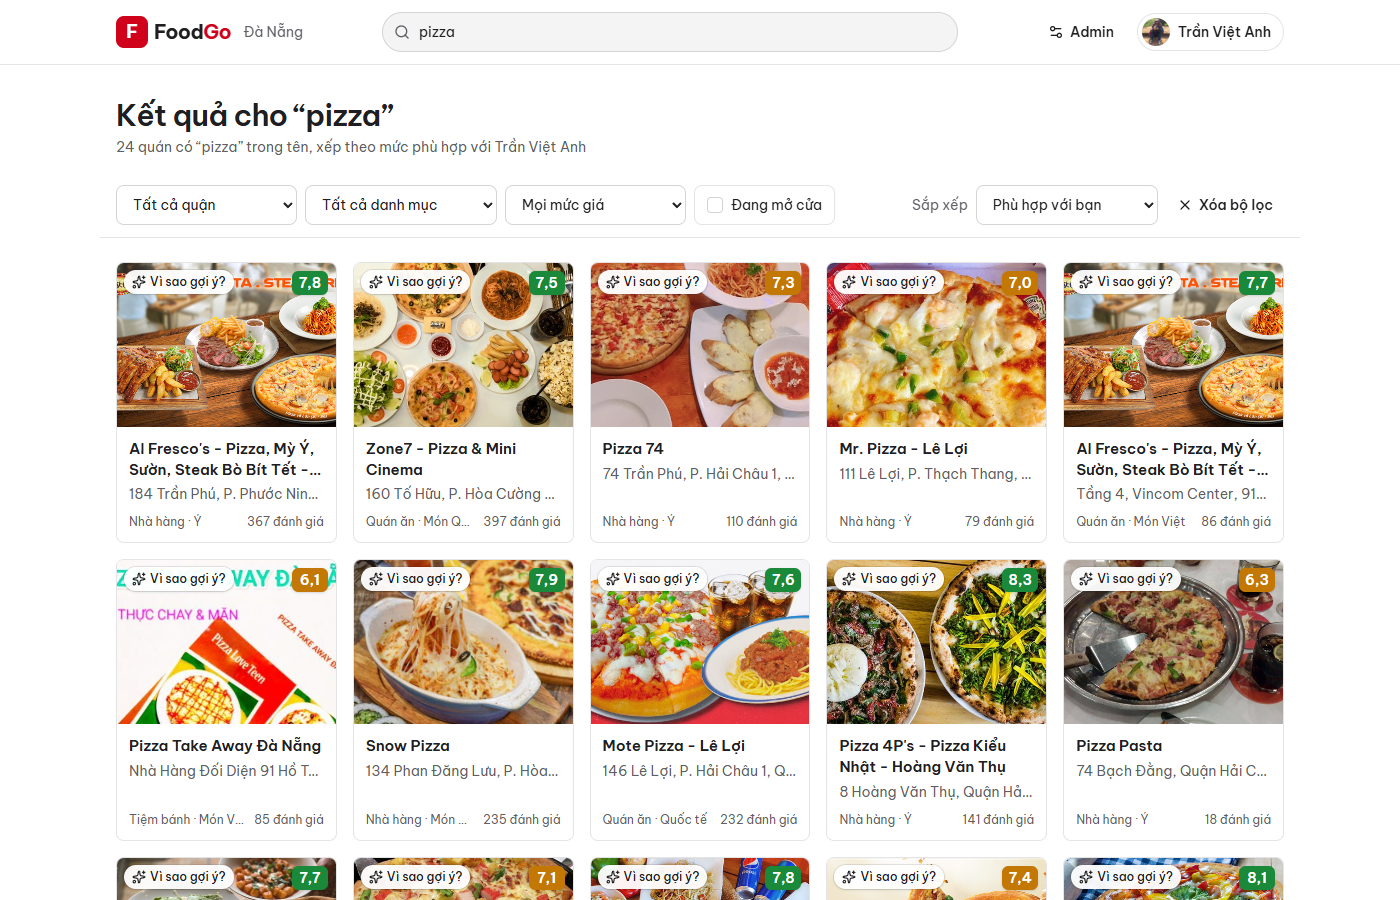 F FoodGo Đà Nẵng
pizza
Admin
Trần Việt Anh
Kết quả cho “pizza”
24 quán có “pizza” trong tên, xếp theo mức phù hợp với Trần Việt Anh
Tất cả quận
Tất cả danh mục
Mọi mức giá
Đang mở cửa
Sắp xếp
Phù hợp với bạn
Xóa bộ lọc
Vì sao gợi ý? 7,8
Al Fresco's - Pizza, Mỳ Ý,
Sườn, Steak Bò Bít Tết -...
184 Trần Phú, P. Phước Nin...
Nhà hàng · Ý 367 đánh giá
Vì sao gợi ý? 7,5
Zone7 - Pizza & Mini
Cinema
160 Tố Hữu, P. Hòa Cường ...
Quán ăn · Món Q... 397 đánh giá
Vì sao gợi ý? 7,3
Pizza 74
74 Trần Phú, P. Hải Châu 1, ...
Nhà hàng · Ý 110 đánh giá
Vì sao gợi ý? 7,0
Mr. Pizza - Lê Lợi
111 Lê Lợi, P. Thạch Thang, ...
Nhà hàng · Ý 79 đánh giá
Vì sao gợi ý? 7,7
Al Fresco's - Pizza, Mỳ Ý,
Sườn, Steak Bò Bít Tết -...
Tầng 4, Vincom Center, 91...
Quán ăn · Món Việt 86 đánh giá
Vì sao gợi ý? 6,1
THỰC CHAY & MẶN
PIZZA TAKE AWAY
Pizza Love Teen
Pizza Take Away Đà Nẵng
Nhà Hàng Đối Diện 91 Hồ T...
Tiệm bánh · Món V... 85 đánh giá
Vì sao gợi ý? 7,9
Snow Pizza
134 Phan Đăng Lưu, P. Hòa...
Nhà hàng · Món ... 235 đánh giá
Vì sao gợi ý? 7,6
Mote Pizza - Lê Lợi
146 Lê Lợi, P. Hải Châu 1, Q...
Quán ăn · Quốc tế 232 đánh giá
Vì sao gợi ý? 8,3
Pizza 4P's - Pizza Kiểu
Nhật - Hoàng Văn Thụ
8 Hoàng Văn Thụ, Quận Hả...
Nhà hàng · Ý 141 đánh giá
Vì sao gợi ý? 6,3
Pizza Pasta
74 Bạch Đằng, Quận Hải C...
Nhà hàng · Ý 18 đánh giá
Vì sao gợi ý? 7,7
Vì sao gợi ý? 7,1
Vì sao gợi ý? 7,8
Vì sao gợi ý? 7,4
Vì sao gợi ý? 8,1